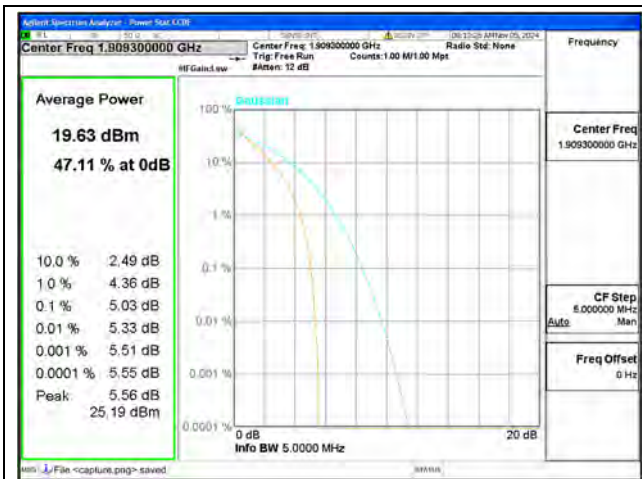 Agilent Spectrum Analyzer - Power Stat CCDF
Center Freq 1.909300000 GHz
Center Freq: 1.909300000 GHz
Radio Std: None
Trig: Free Run
Counts:1.00 M/1.00 Mpt
#IFGain:Low
#Atten: 12 dB
Average Power
19.63 dBm
47.11 % at 0dB
10.0 % 2.49 dB
1.0 % 4.36 dB
0.1 % 5.03 dB
0.01 % 5.33 dB
0.001 % 5.51 dB
0.0001 % 5.55 dB
Peak 5.56 dB
25.19 dBm
Gaussian
100 %
10 %
1 %
0.1 %
0.01 %
0.001 %
0.0001 %
0 dB
20 dB
Info BW 5.0000 MHz
Frequency
Center Freq
1.909300000 GHz
CF Step
5.000000 MHz
Auto Man
Freq Offset
0 Hz
MSG File <capture.png> saved
STATUS